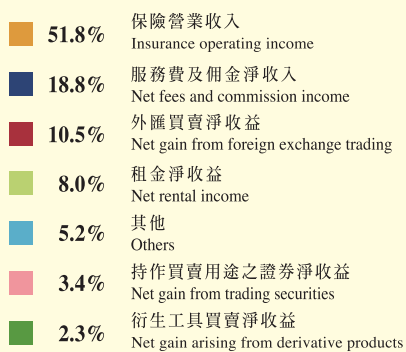 51.8% 保險營業收入
Insurance operating income
18.8% 服務費及佣金淨收入
Net fees and commission income
10.5% 外匯買賣淨收益
Net gain from foreign exchange trading
8.0% 租金淨收益
Net rental income
5.2% 其他
Others
3.4% 持作買賣用途之證券淨收益
Net gain from trading securities
2.3% 衍生工具買賣淨收益
Net gain arising from derivative products